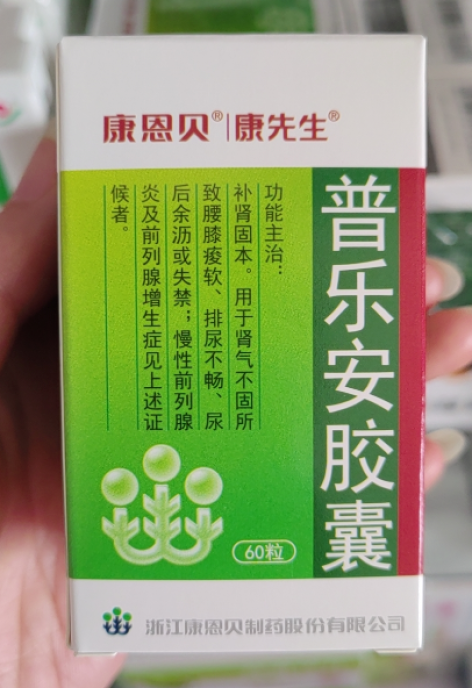 康恩贝®|康先生®
普乐安胶囊
功能主治：
补肾固本。用于肾气不固所
致腰膝痠软、排尿不畅、尿
后余沥或失禁；慢性前列腺
炎及前列腺增生症见上述证
候者。
60粒
浙江康恩贝制药股份有限公司